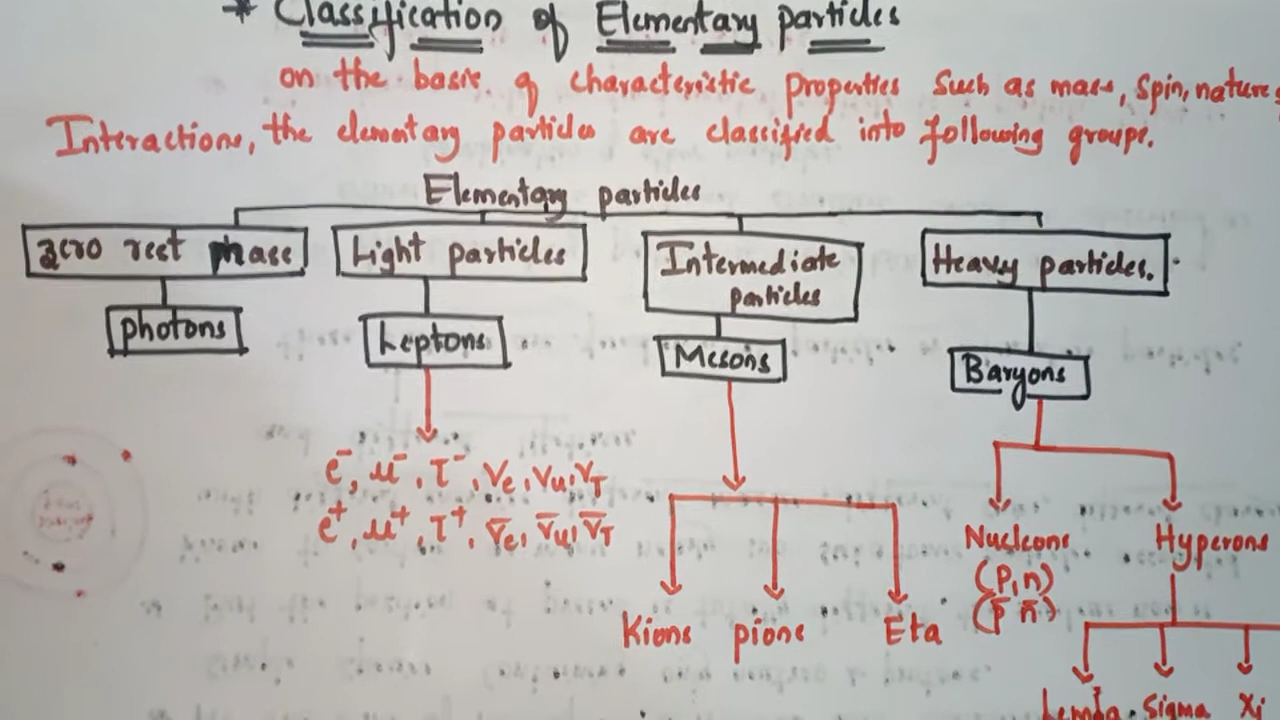 * Classification of Elementary particles
on the basis of characteristic properties such as mass, spin, nature
Interactions, the elementary particles are classified into following groups.
Elementary particles
zero rest phase
Light particles
Intermediate
particles
Heavy particles.
photons
Leptons
Mesons
Baryons
e⁻, μ⁻, τ⁻, νe, νμ, ντ
e⁺, μ⁺, τ⁺, ν̅e, ν̅μ, ν̅τ
Nucleons
(p, n)
(p̅ n̅)
Hyperons
Kions pions Eta
Lemda Sigma Xi